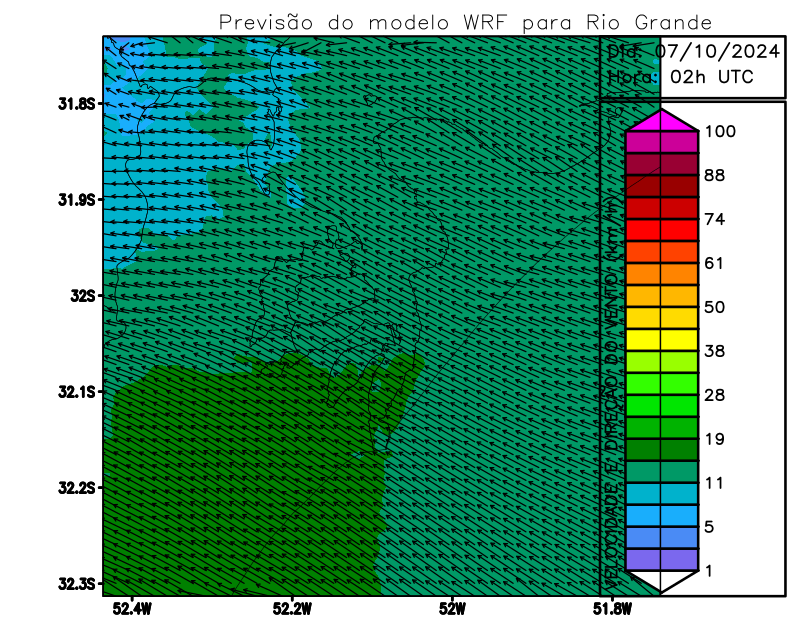 Previsão do modelo WRF para Rio Grande
Dia: 07/10/2024
Hora: 02h UTC
31.8S
31.9S
32S
32.1S
32.2S
32.3S
52.4W
52.2W
52W
51.8W
VELOCIDADE E DIREÇÃO DO VENTO (km/h)
100
88
74
61
50
38
28
19
11
5
1